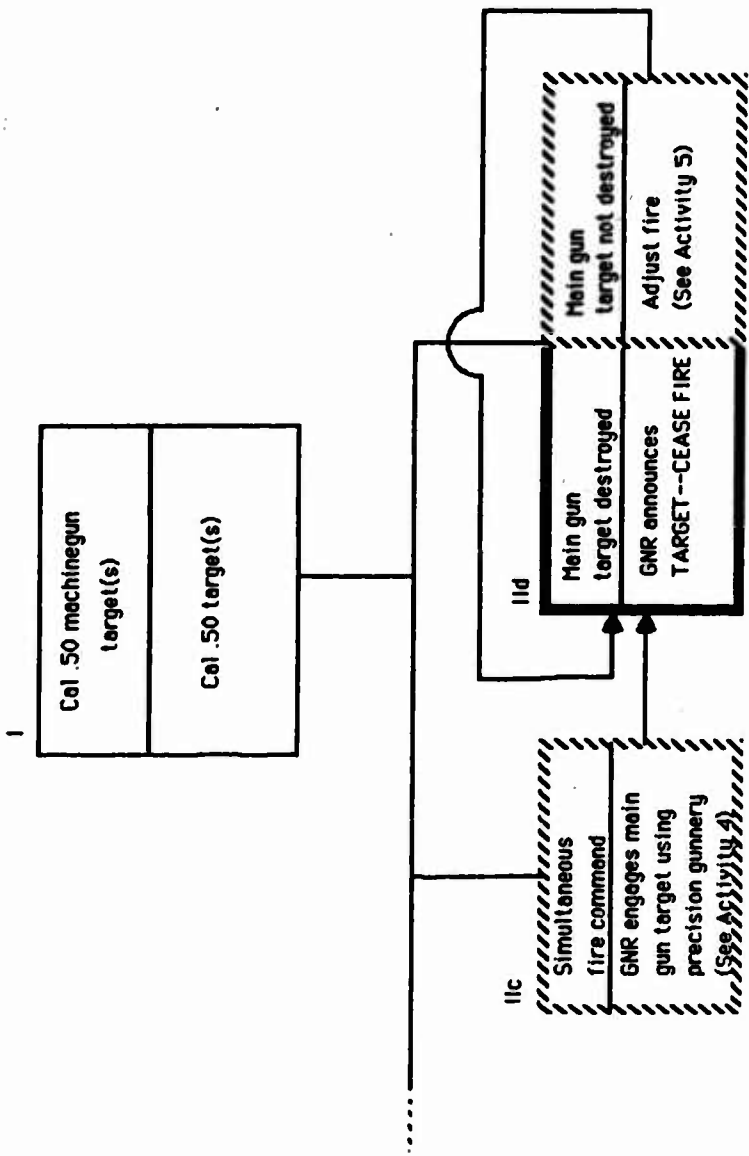 I
Cal .50 machinegun
target(s)
Cal .50 target(s)
IIc
Simultaneous
fire command
GNR engages main
gun target using
precision gunnery
(See Activity 4)
IId
Main gun
target destroyed
GNR announces
TARGET--CEASE FIRE
Main gun
target not destroyed
Adjust fire
(See Activity 5)